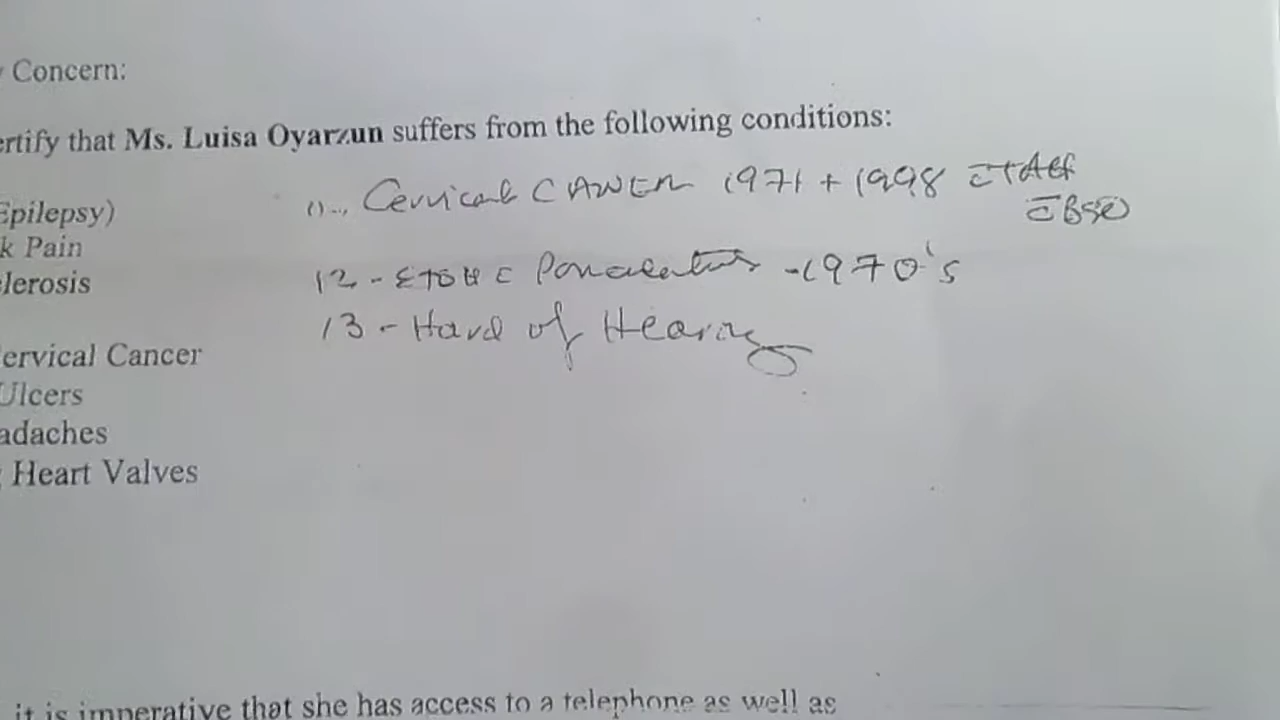 Concern:
ertify that Ms. Luisa Oyarzun suffers from the following conditions:
Epilepsy)
k Pain
lerosis
ervical Cancer
Ulcers
adaches
Heart Valves
Cervical 1971 + 1998
12 - ETOH - 1970's
13 - Hard of Hearing
it is imperative that she has access to a telephone as well as